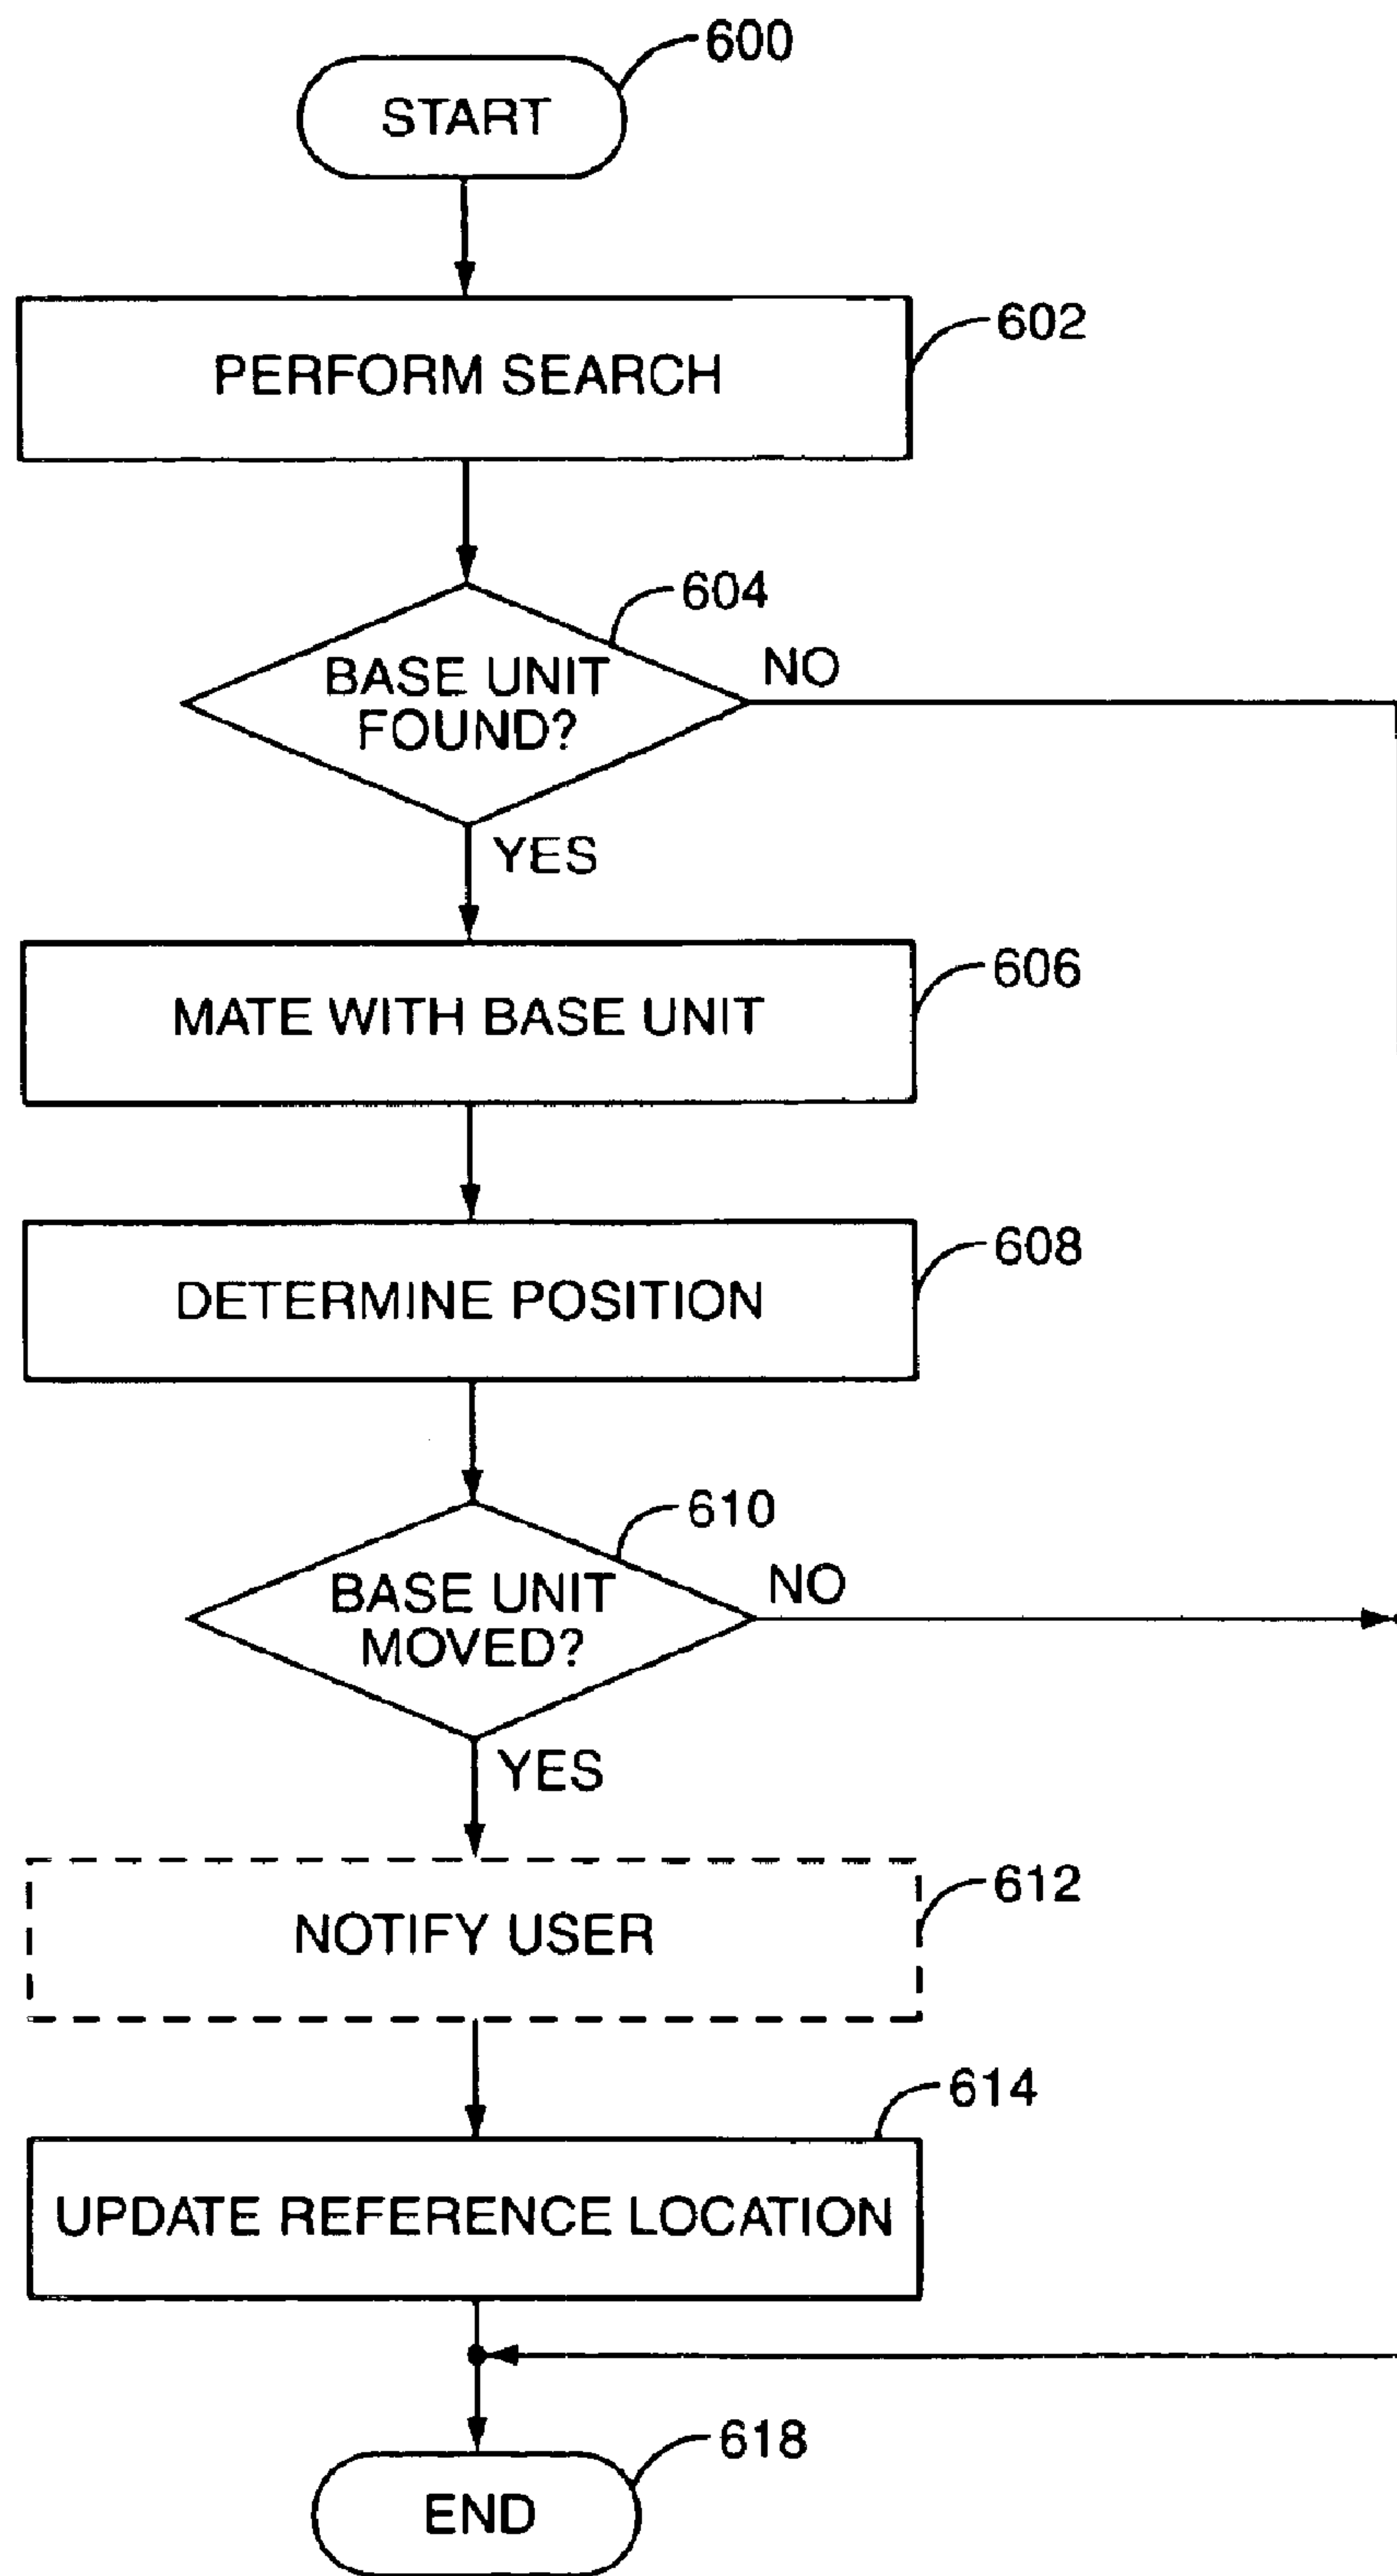 600
START
602
PERFORM SEARCH
604
BASE UNIT
FOUND?
NO
YES
606
MATE WITH BASE UNIT
608
DETERMINE POSITION
610
BASE UNIT
MOVED?
NO
YES
612
NOTIFY USER
614
UPDATE REFERENCE LOCATION
618
END